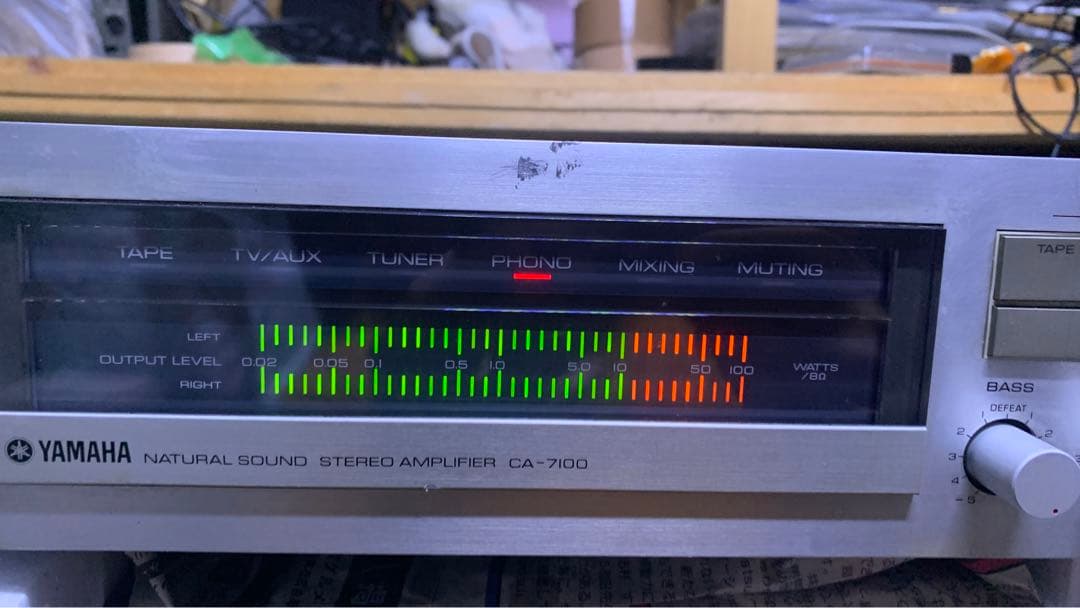 TAPE TV/AUX TUNER PHONO MIXING MUTING
TAPE
LEFT
OUTPUT LEVEL 0.02 0.05 0.1 0.5 1.0 5.0 10 50 100 WATTS /8Ω
RIGHT
BASS
DEFEAT
2 2
3 3
4
5
YAMAHA NATURAL SOUND STEREO AMPLIFIER CA-7100